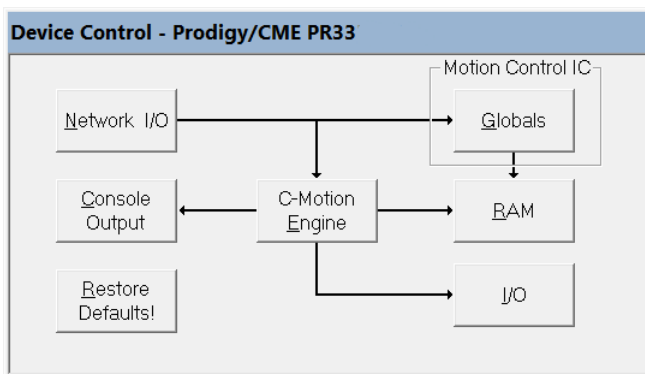 Device Control - Prodigy/CME PR33
Motion Control IC
Network I/O
Globals
Console
Output
C-Motion
Engine
RAM
Restore
Defaults!
I/O